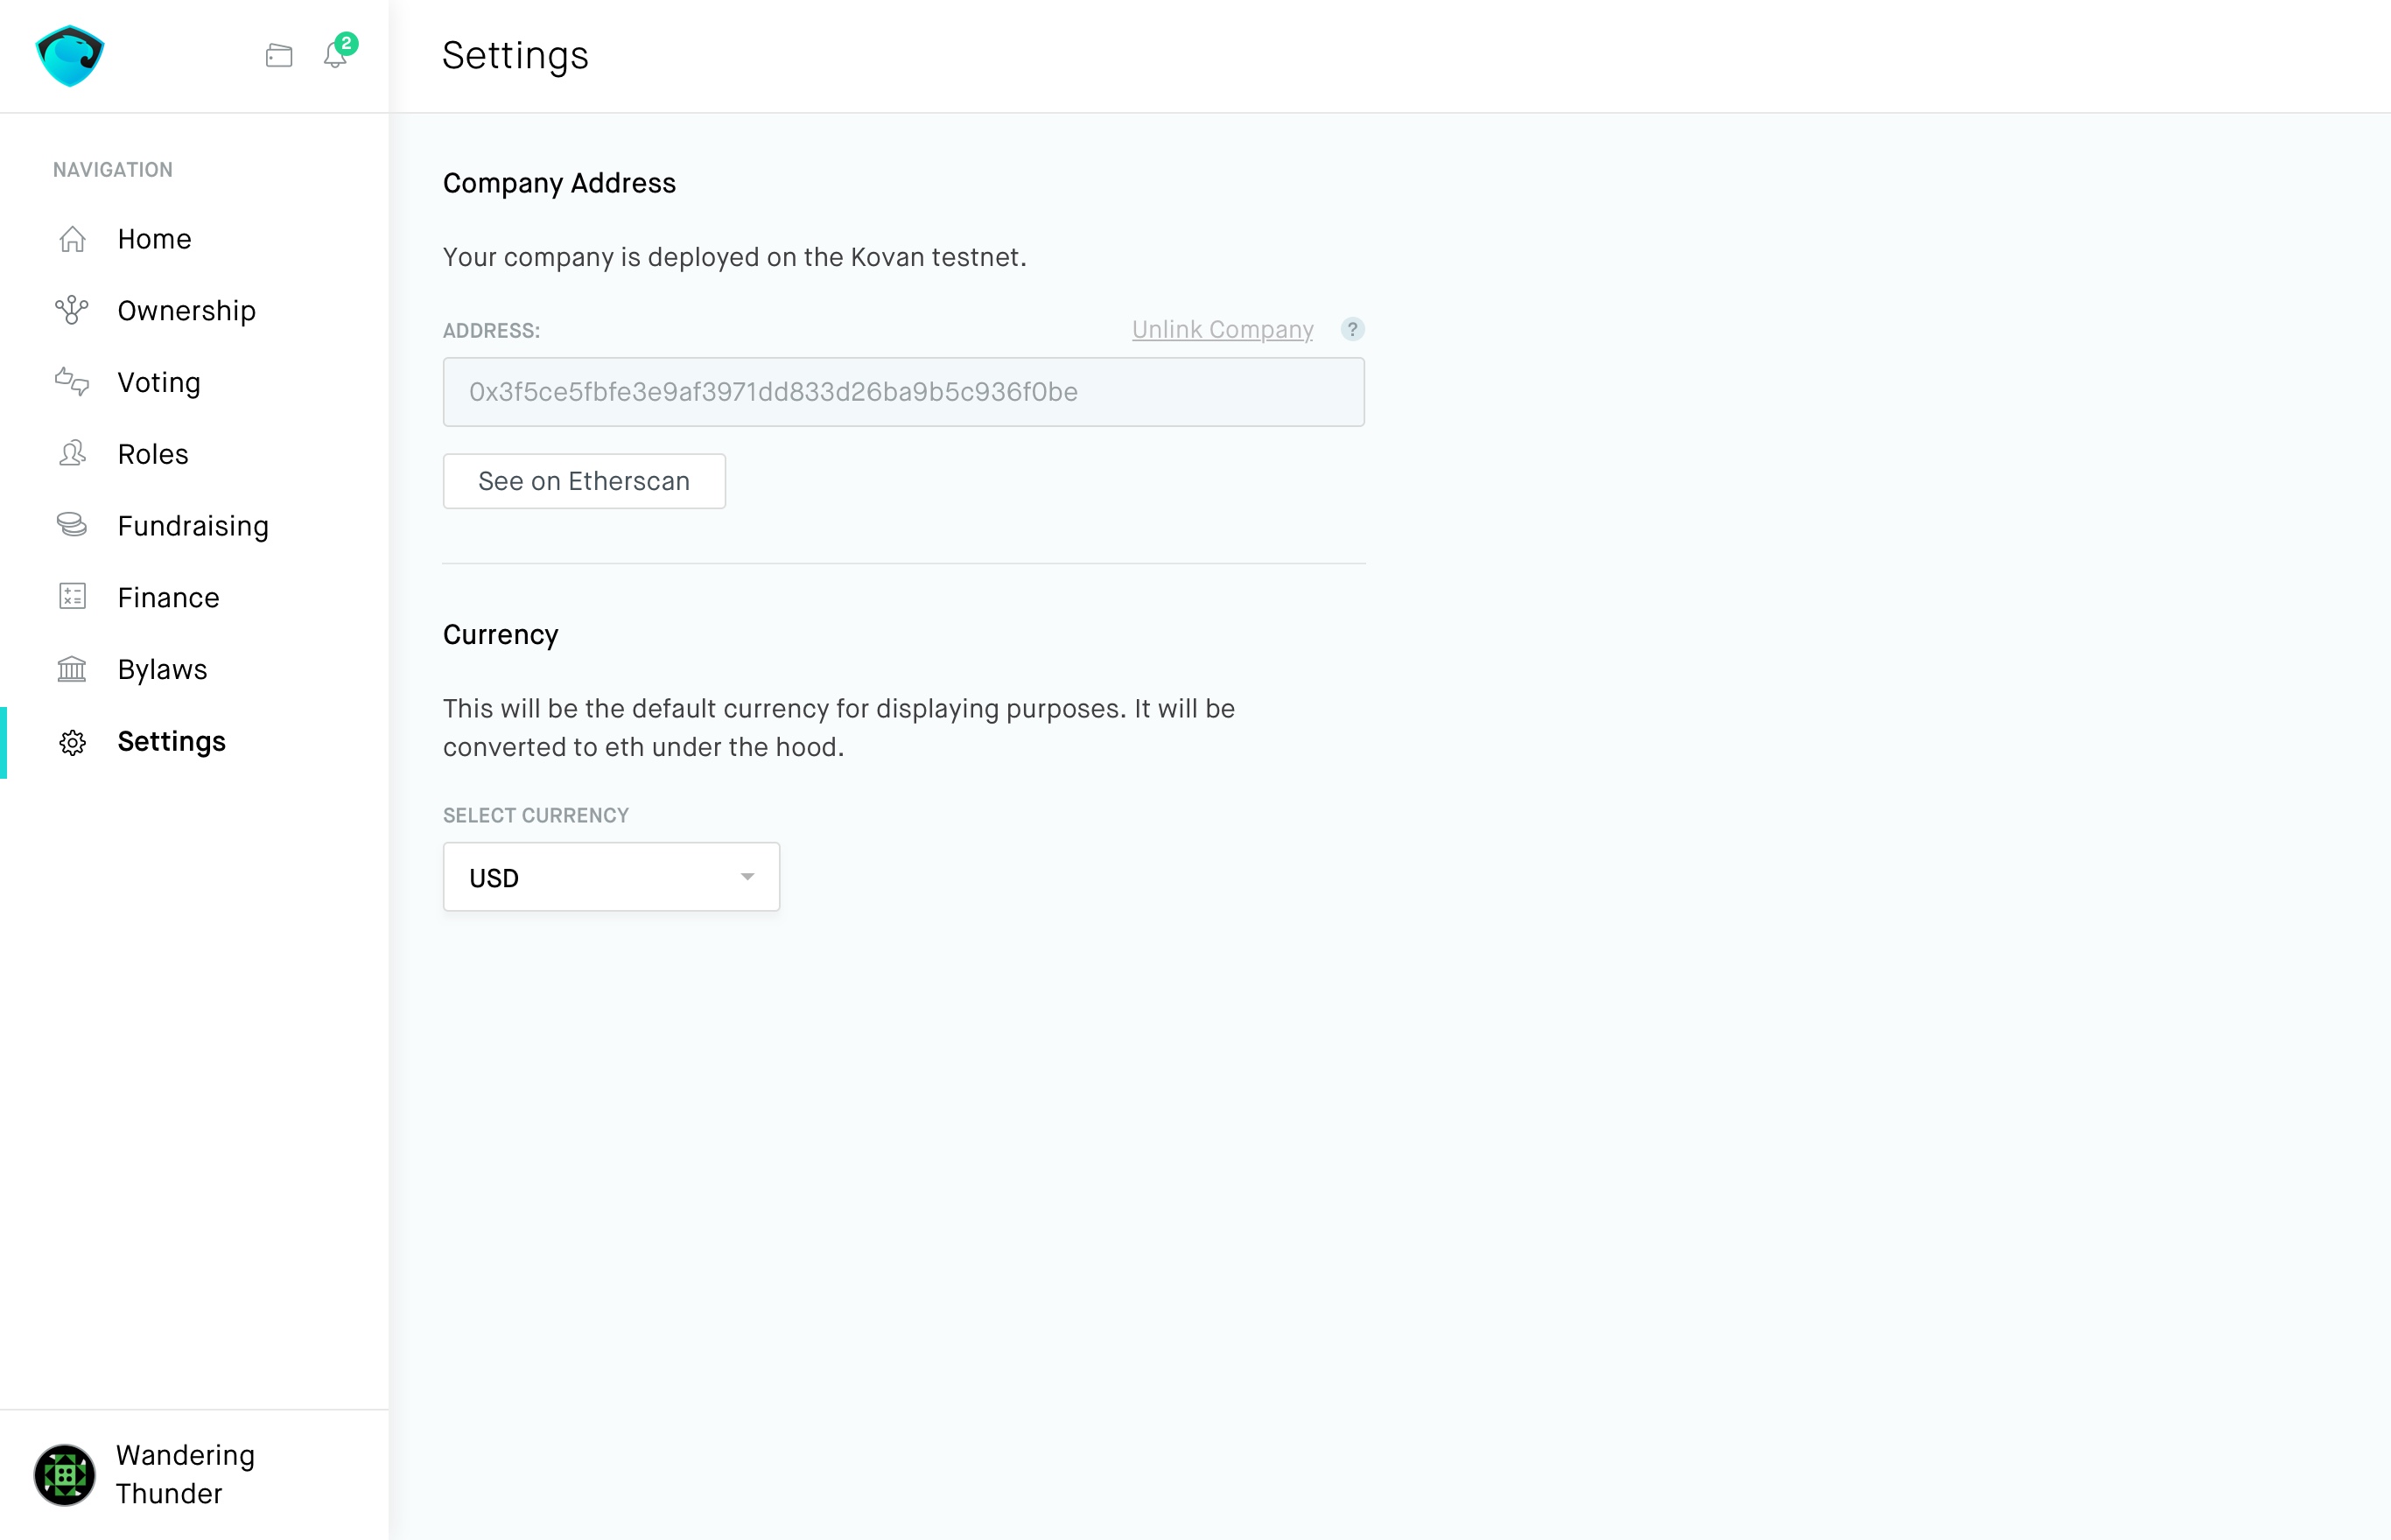 2
Settings
NAVIGATION
Home
Ownership
Voting
Roles
Fundraising
Finance
Bylaws
Settings
Wandering
Thunder
Company Address
Your company is deployed on the Kovan testnet.
ADDRESS:
Unlink Company
?
0x3f5ce5fbfe3e9af3971dd833d26ba9b5c936f0be
See on Etherscan
Currency
This will be the default currency for displaying purposes. It will be
converted to eth under the hood.
SELECT CURRENCY
USD